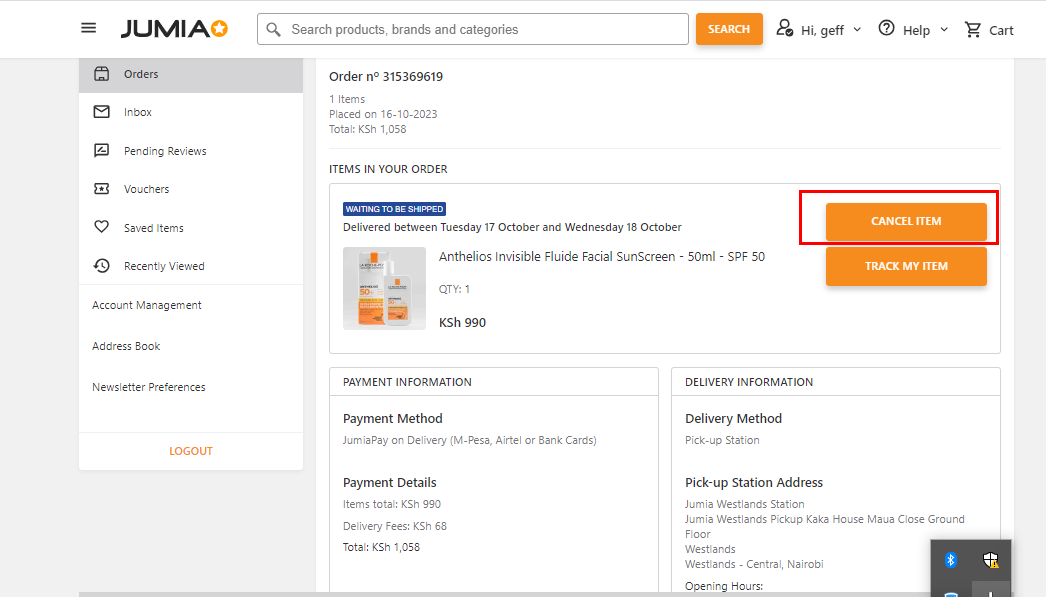 JUMIA
Search products, brands and categories
SEARCH
Hi, geff
Help
Cart
Orders
Inbox
Pending Reviews
Vouchers
Saved Items
Recently Viewed
Account Management
Address Book
Newsletter Preferences
LOGOUT
Order nº 315369619
1 Items
Placed on 16-10-2023
Total: KSh 1,058
ITEMS IN YOUR ORDER
WAITING TO BE SHIPPED
Delivered between Tuesday 17 October and Wednesday 18 October
CANCEL ITEM
TRACK MY ITEM
Anthelios Invisible Fluide Facial SunScreen - 50ml - SPF 50
QTY: 1
KSh 990
PAYMENT INFORMATION
Payment Method
JumiaPay on Delivery (M-Pesa, Airtel or Bank Cards)
Payment Details
Items total: KSh 990
Delivery Fees: KSh 68
Total: KSh 1,058
DELIVERY INFORMATION
Delivery Method
Pick-up Station
Pick-up Station Address
Jumia Westlands Station
Jumia Westlands Pickup Kaka House Maua Close Ground
Floor
Westlands
Westlands - Central, Nairobi
Opening Hours: